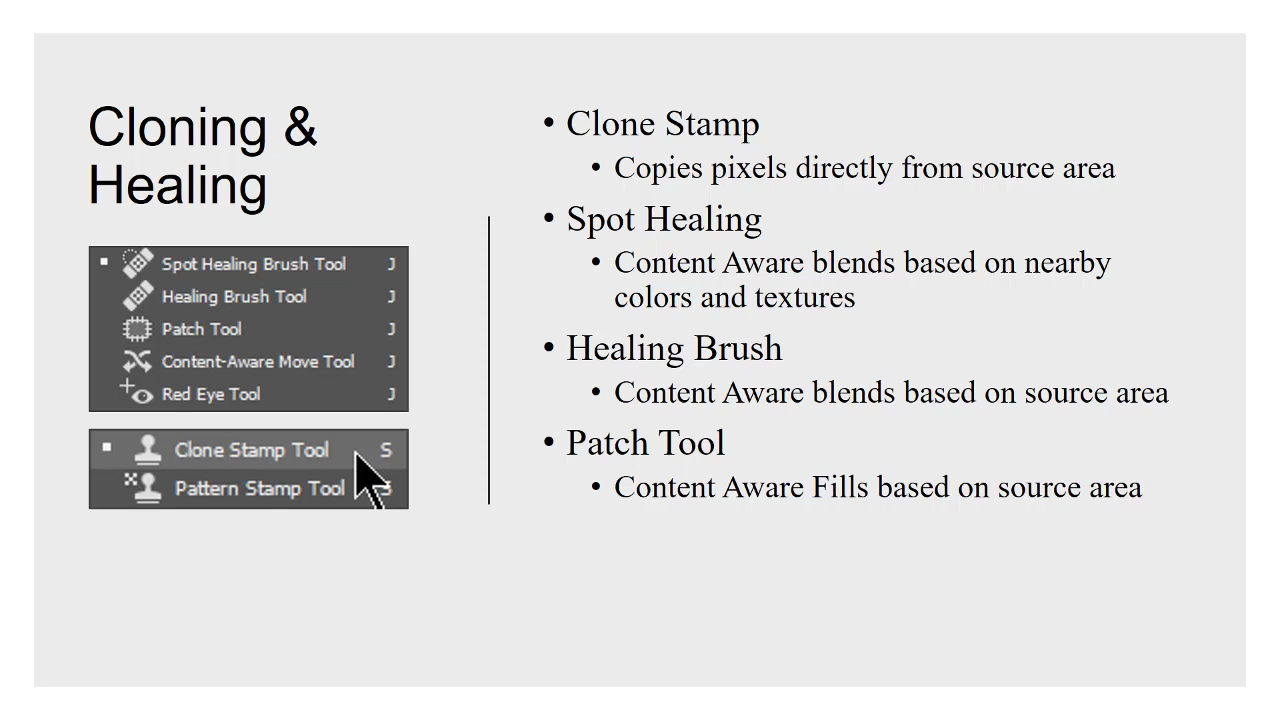 Cloning &
Healing
Spot Healing Brush Tool J
Healing Brush Tool J
Patch Tool J
Content-Aware Move Tool J
Red Eye Tool J
Clone Stamp Tool S
Pattern Stamp Tool S
• Clone Stamp
• Copies pixels directly from source area
• Spot Healing
• Content Aware blends based on nearby
colors and textures
• Healing Brush
• Content Aware blends based on source area
• Patch Tool
• Content Aware Fills based on source area